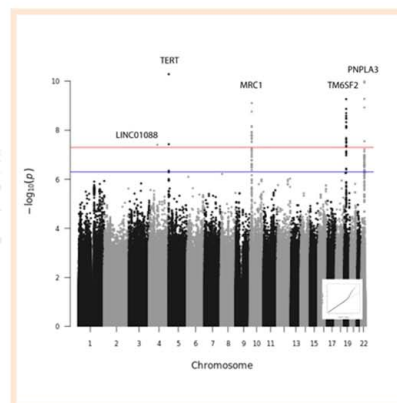 TERT
PNPLA3
MRC1
TM6SF2
LINC01088
10
8
6
4
2
0
−log10(p)
1 2 3 4 5 6 7 8 9 10 11 13 15 17 19 22
Chromosome